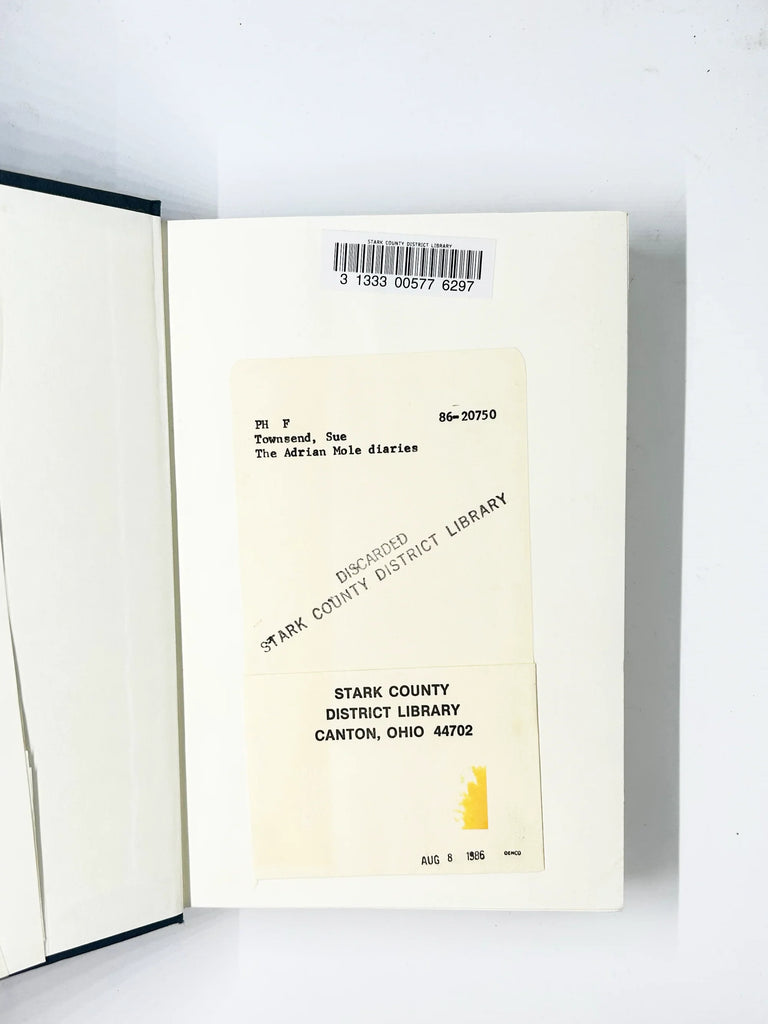 STARK COUNTY DISTRICT LIBRARY
3 1333 00577 6297
PH F 86-20750
Townsend, Sue
The Adrian Mole diaries
DISCARDED
STARK COUNTY DISTRICT LIBRARY
STARK COUNTY
DISTRICT LIBRARY
CANTON, OHIO 44702
AUG 8 1986 DEMCO